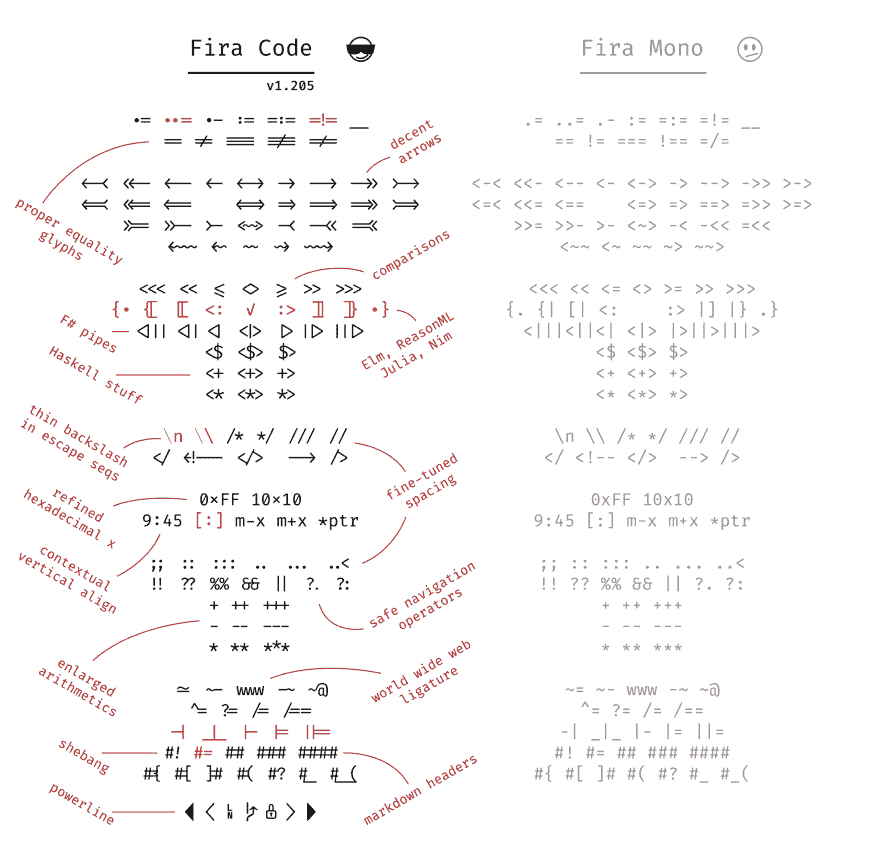 Fira Code
v1.205
Fira Mono
decent
arrows
proper equality
glyphs
comparisons
F# pipes
Elm, ReasonML
Julia, Nim
Haskell stuff
thin backslash
in escape seqs
fine-tuned
spacing
refined
hexadecimal x
contextual
vertical align
safe navigation
operators
enlarged
arithmetics
world wide web
ligature
shebang
markdown headers
powerline
\n \\ /* */ /// //
</ <!-- </> --> />
0×FF 10×10
9:45 [:] m-x m+x *ptr
;; :: ::: .. ... ..<
!! ?? %% && || ?. ?:
+ ++ +++
- -- ---
* ** ***
~= ~- www -~ ~@
^= ?= /= /==
-| _|_ |- |= ||=
#! #= ## ### ####
#{ #[ ]# #( #? #_ #_(
.= ..= .- := =:= =!= __
== != === !== =/=
<-< <<- <-- <- <-> -> --> ->> >->
<=< <<= <== <=> => ==> =>> >=>
>>= >>- >- <~> -< -<< =<<
<~~ <~ ~~ ~> ~~>
<<< << <= <> >= >> >>>
{. {| [| <: :> |] |} .}
<|||<||<| <|> |>||>|||>
<$ <$> $>
<+ <+> +>
<* <*> *>
\n \\ /* */ /// //
</ <!-- </> --> />
0xFF 10x10
9:45 [:] m-x m+x *ptr
;; :: ::: .. ... ..<
!! ?? %% && || ?. ?:
+ ++ +++
- -- ---
* ** ***
~= ~- www -~ ~@
^= ?= /= /==
-| _|_ |- |= ||=
#! #= ## ### ####
#{ #[ ]# #( #? #_ #_(